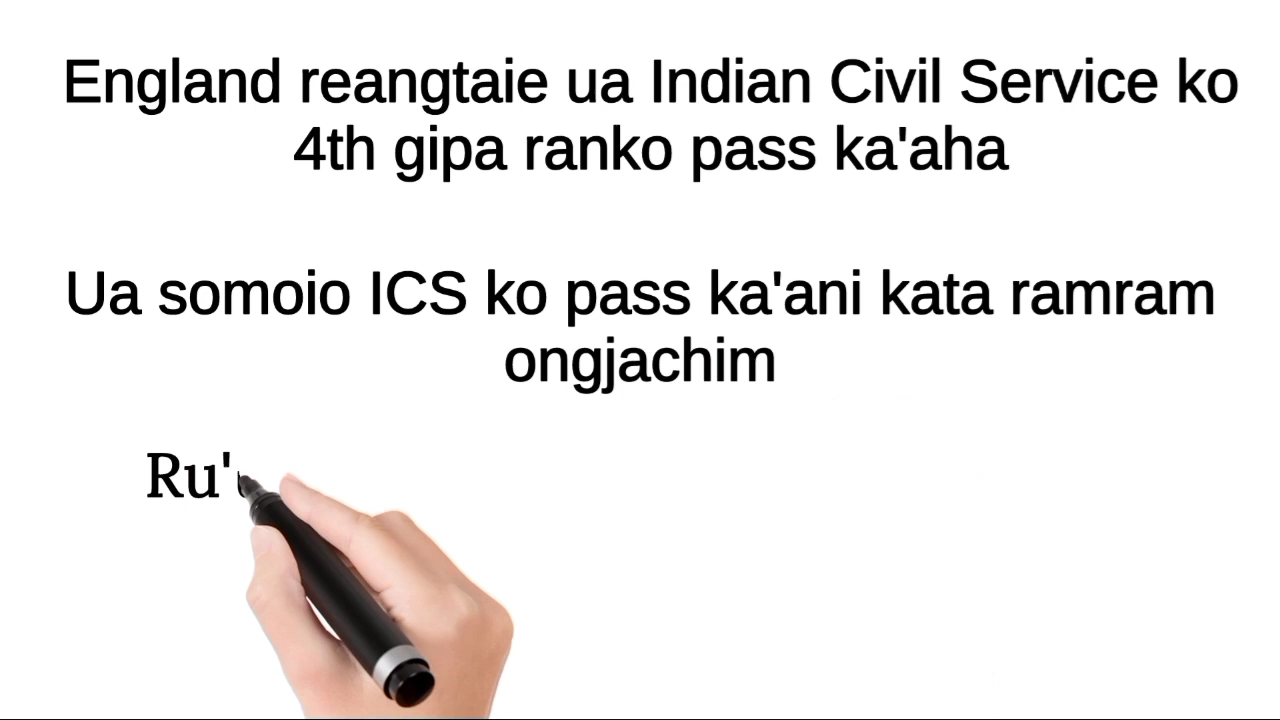 England reangtaie ua Indian Civil Service ko
4th gipa ranko pass ka'aha
Ua somoio ICS ko pass ka'ani kata ramram
ongjachim